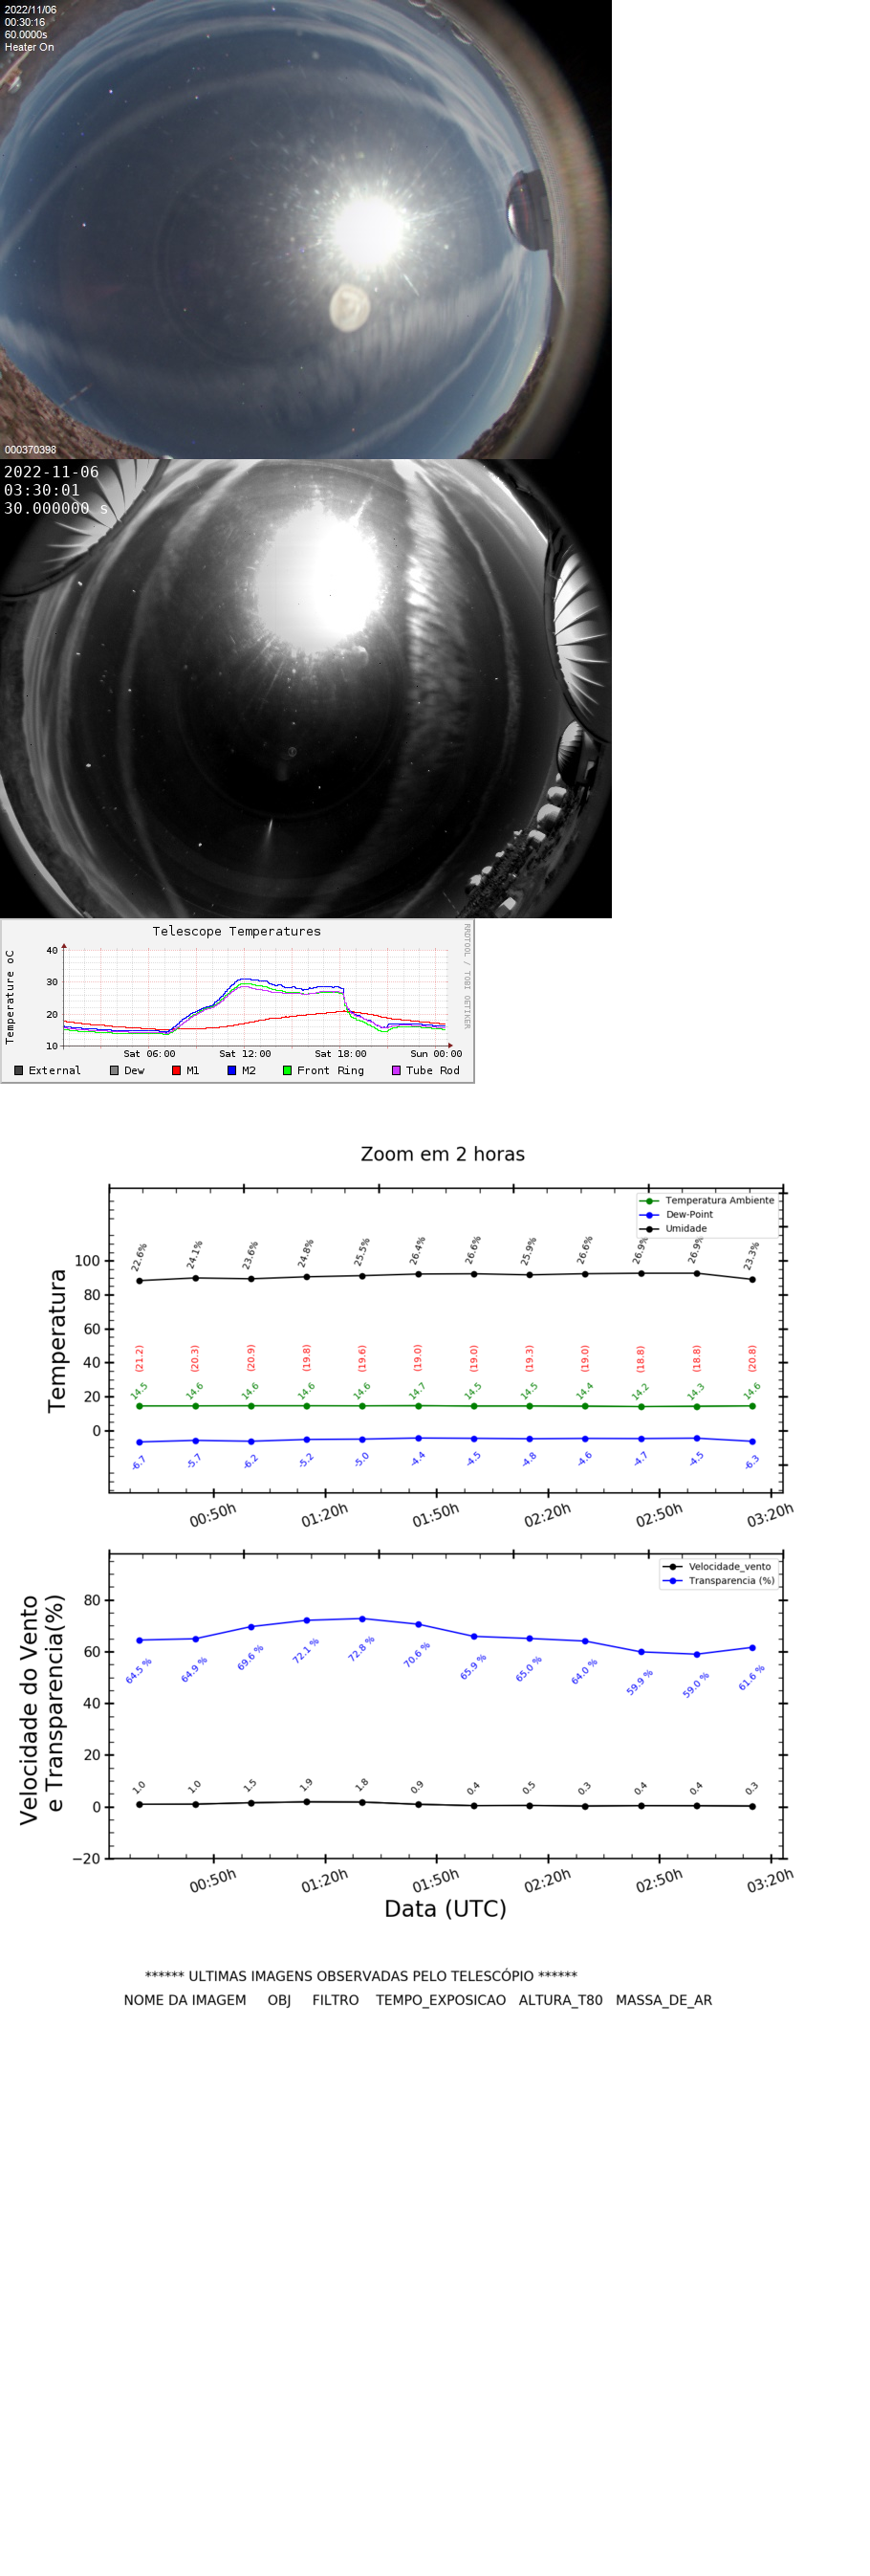 2022/11/06
00:30:16
60.0000s
Heater On
000370398
2022-11-06
03:30:01
30.000000 s
Telescope Temperatures
RRDTOOL / TOBI OETIKER
Temperature oC
40
30
20
10
Sat 06:00 Sat 12:00 Sat 18:00 Sun 00:00
External Dew M1 M2 Front Ring Tube Rod
Zoom em 2 horas
Temperatura Ambiente
Dew-Point
Umidade
Temperatura
100
80
60
40
20
0
22.6% 24.1% 23.6% 24.8% 25.5% 26.4% 26.6% 25.9% 26.6% 26.9% 26.9% 23.3%
(21.2) (20.3) (20.9) (19.8) (19.6) (19.0) (19.0) (19.3) (19.0) (18.8) (18.8) (20.8)
14.5 14.6 14.6 14.6 14.6 14.7 14.5 14.5 14.4 14.2 14.3 14.6
-6.7 -5.7 -6.2 -5.2 -5.0 -4.4 -4.5 -4.8 -4.6 -4.7 -4.5 -6.3
00:50h 01:20h 01:50h 02:20h 02:50h 03:20h
Velocidade_vento
Transparencia (%)
Velocidade do Vento
e Transparencia(%)
80
60
40
20
0
−20
64.5 % 64.9 % 69.6 % 72.1 % 72.8 % 70.6 % 65.9 % 65.0 % 64.0 % 59.9 % 59.0 % 61.6 %
1.0 1.0 1.5 1.9 1.8 0.9 0.4 0.5 0.3 0.4 0.4 0.3
00:50h 01:20h 01:50h 02:20h 02:50h 03:20h
Data (UTC)
****** ULTIMAS IMAGENS OBSERVADAS PELO TELESCÓPIO ******
NOME DA IMAGEM OBJ FILTRO TEMPO_EXPOSICAO ALTURA_T80 MASSA_DE_AR